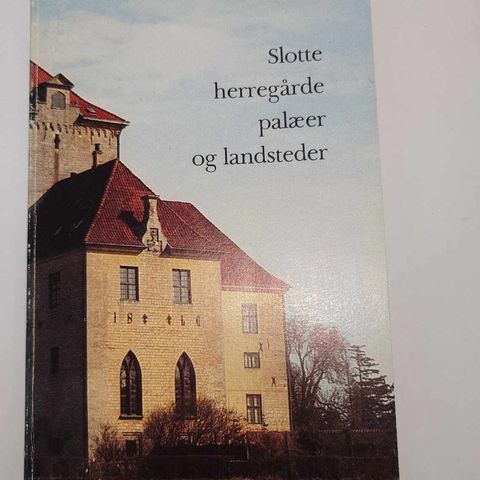 Slotte
herregårde
palæer
og landsteder